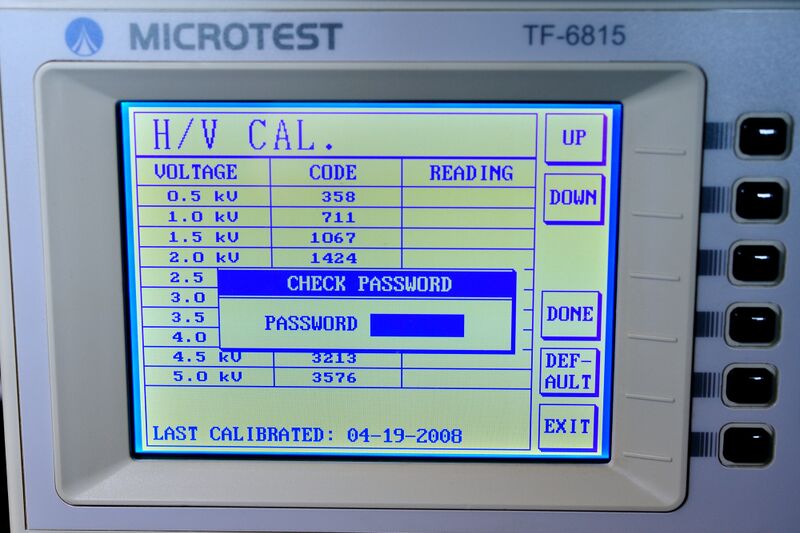 MICROTEST TF-6815
H/V CAL.
VOLTAGE CODE READING
0.5 kV 358
1.0 kV 711
1.5 kV 1067
2.0 kV 1424
2.5
3.0
3.5
4.0
4.5 kV 3213
5.0 kV 3576
CHECK PASSWORD
PASSWORD
LAST CALIBRATED: 04-19-2008
UP
DOWN
DONE
DEF-
AULT
EXIT